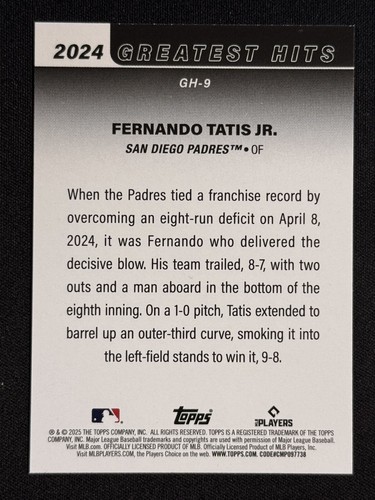 2024 GREATEST HITS
GH-9
FERNANDO TATIS JR.
SAN DIEGO PADRES™ • OF
When the Padres tied a franchise record by
overcoming an eight-run deficit on April 8,
2024, it was Fernando who delivered the
decisive blow. His team trailed, 8-7, with two
outs and a man aboard in the bottom of the
eighth inning. On a 1-0 pitch, Tatis extended to
barrel up an outer-third curve, smoking it into
the left-field stands to win it, 9-8.
topps
MLB PLAYERS
® & © 2025 THE TOPPS COMPANY, INC. ALL RIGHTS RESERVED. TOPPS IS A REGISTERED TRADEMARK OF THE TOPPS
COMPANY, INC. Major League Baseball trademarks and copyrights are used with permission of Major League Baseball.
Visit MLB.com. OFFICIALLY LICENSED PRODUCT OF MLB. Officially Licensed Product of MLB Players, Inc.
Visit MLBPLAYERS.com, the Players Choice on the web. WWW.TOPPS.COM. CODE#CMP097738